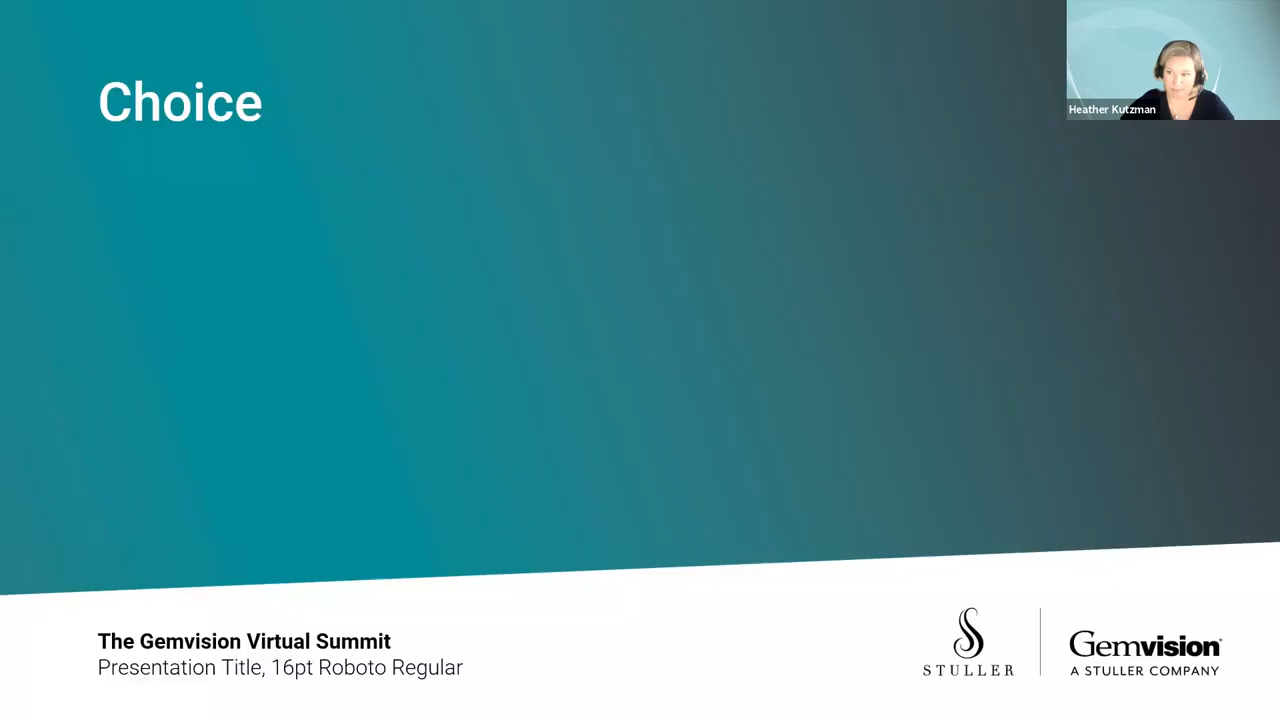 Choice
Heather Kutzman
The Gemvision Virtual Summit
Presentation Title, 16pt Roboto Regular
STULLER
Gemvision®
A STULLER COMPANY